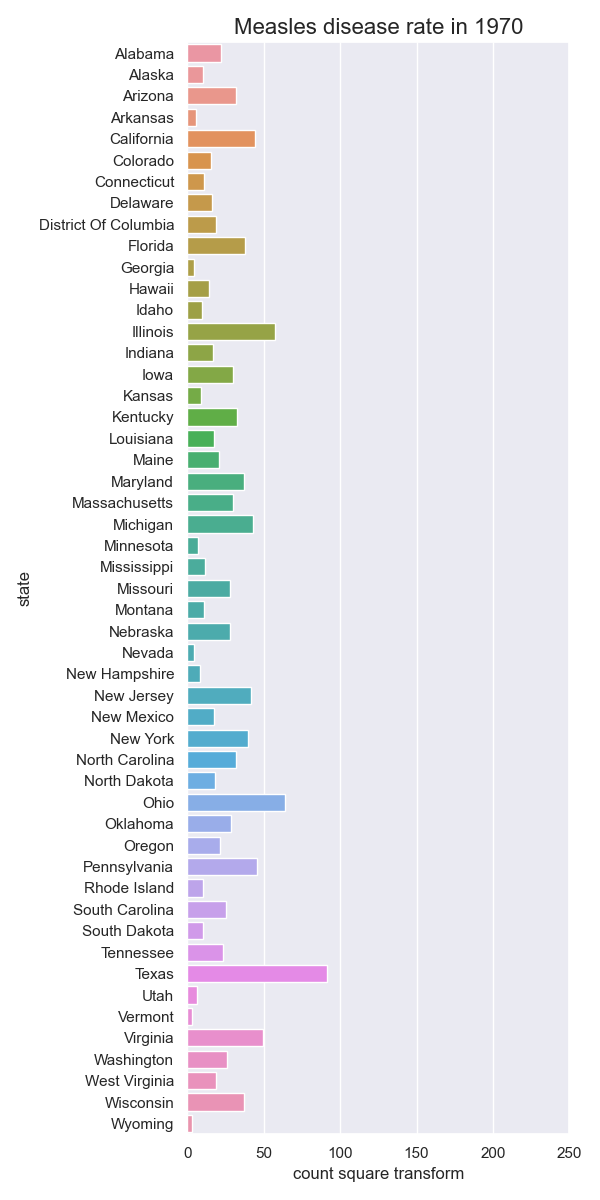 Measles disease rate in 1970
Alabama
Alaska
Arizona
Arkansas
California
Colorado
Connecticut
Delaware
District Of Columbia
Florida
Georgia
Hawaii
Idaho
Illinois
Indiana
Iowa
Kansas
Kentucky
Louisiana
Maine
Maryland
Massachusetts
Michigan
Minnesota
Mississippi
Missouri
Montana
Nebraska
Nevada
New Hampshire
New Jersey
New Mexico
New York
North Carolina
North Dakota
Ohio
Oklahoma
Oregon
Pennsylvania
Rhode Island
South Carolina
South Dakota
Tennessee
Texas
Utah
Vermont
Virginia
Washington
West Virginia
Wisconsin
Wyoming
state
0 50 100 150 200 250
count square transform